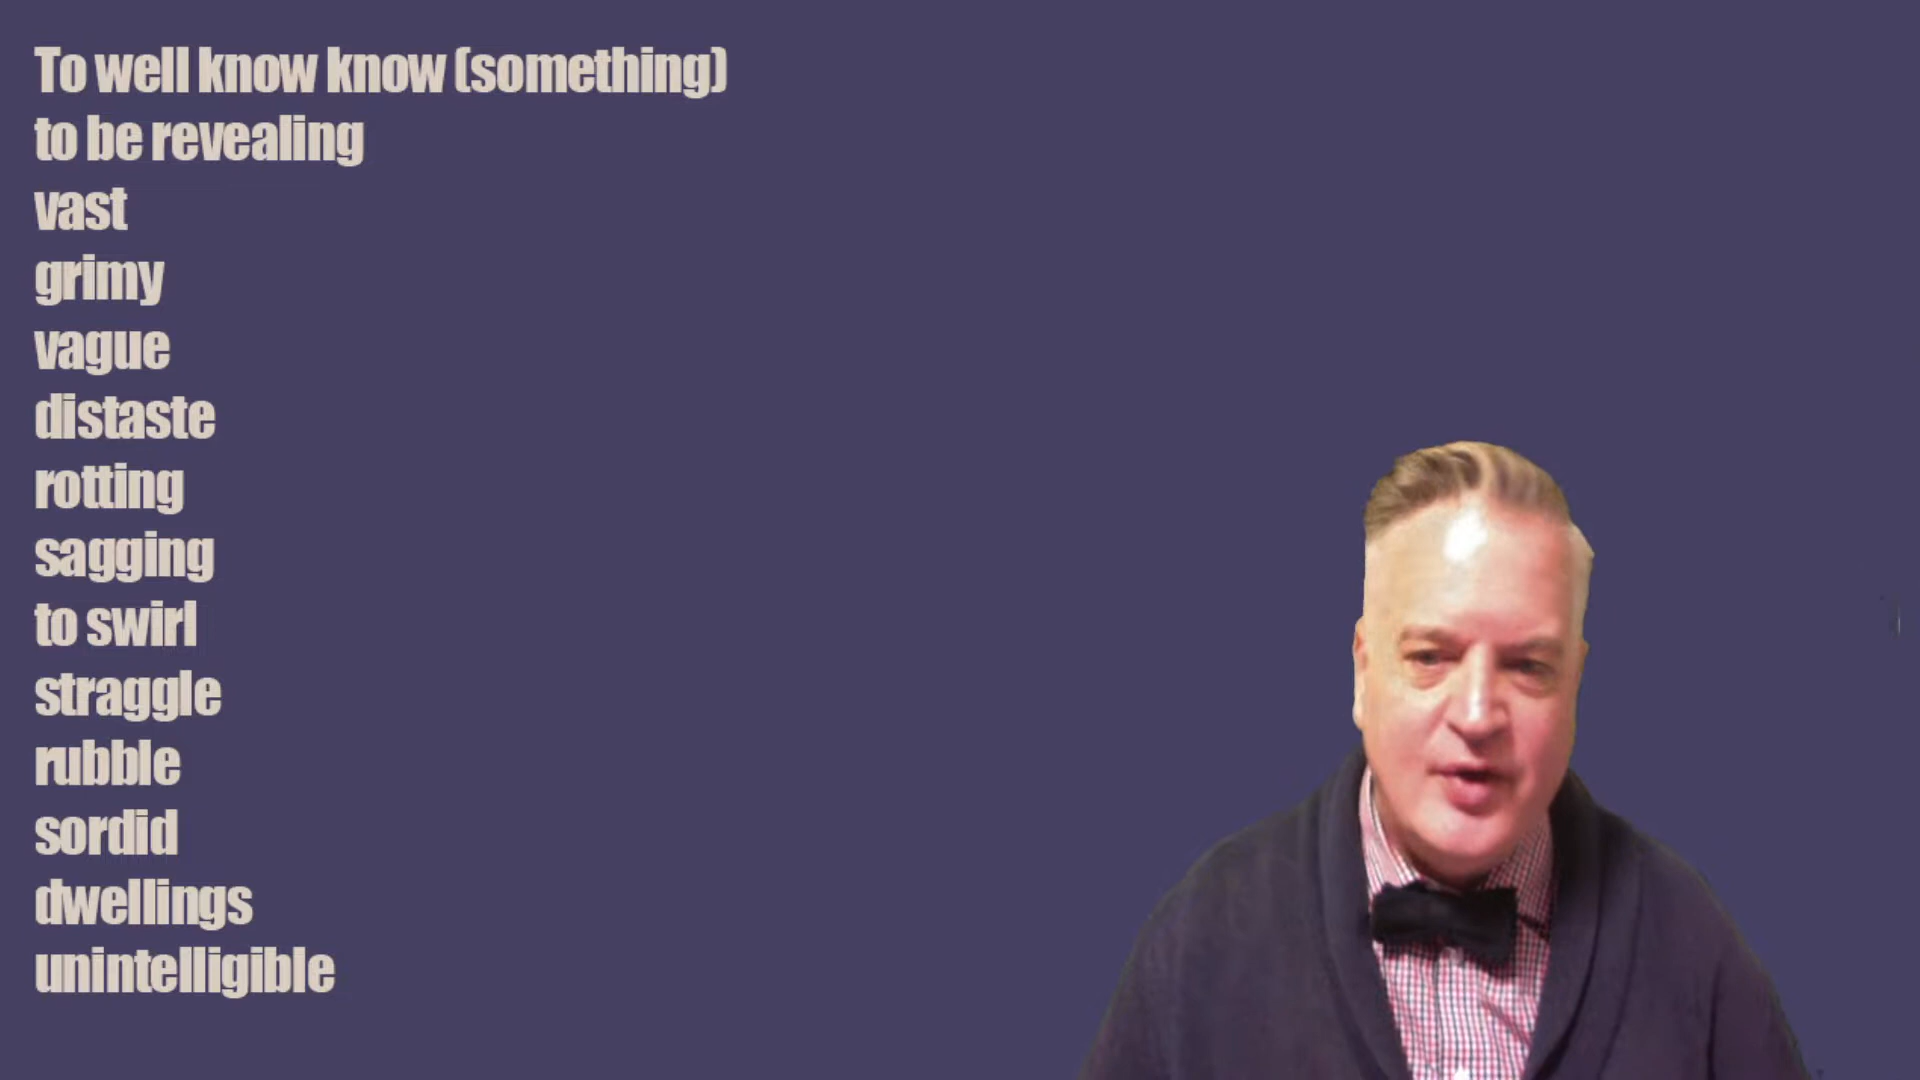 To well know know (something)
to be revealing
vast
grimy
vague
distaste
rotting
sagging
to swirl
straggle
rubble
sordid
dwellings
unintelligible